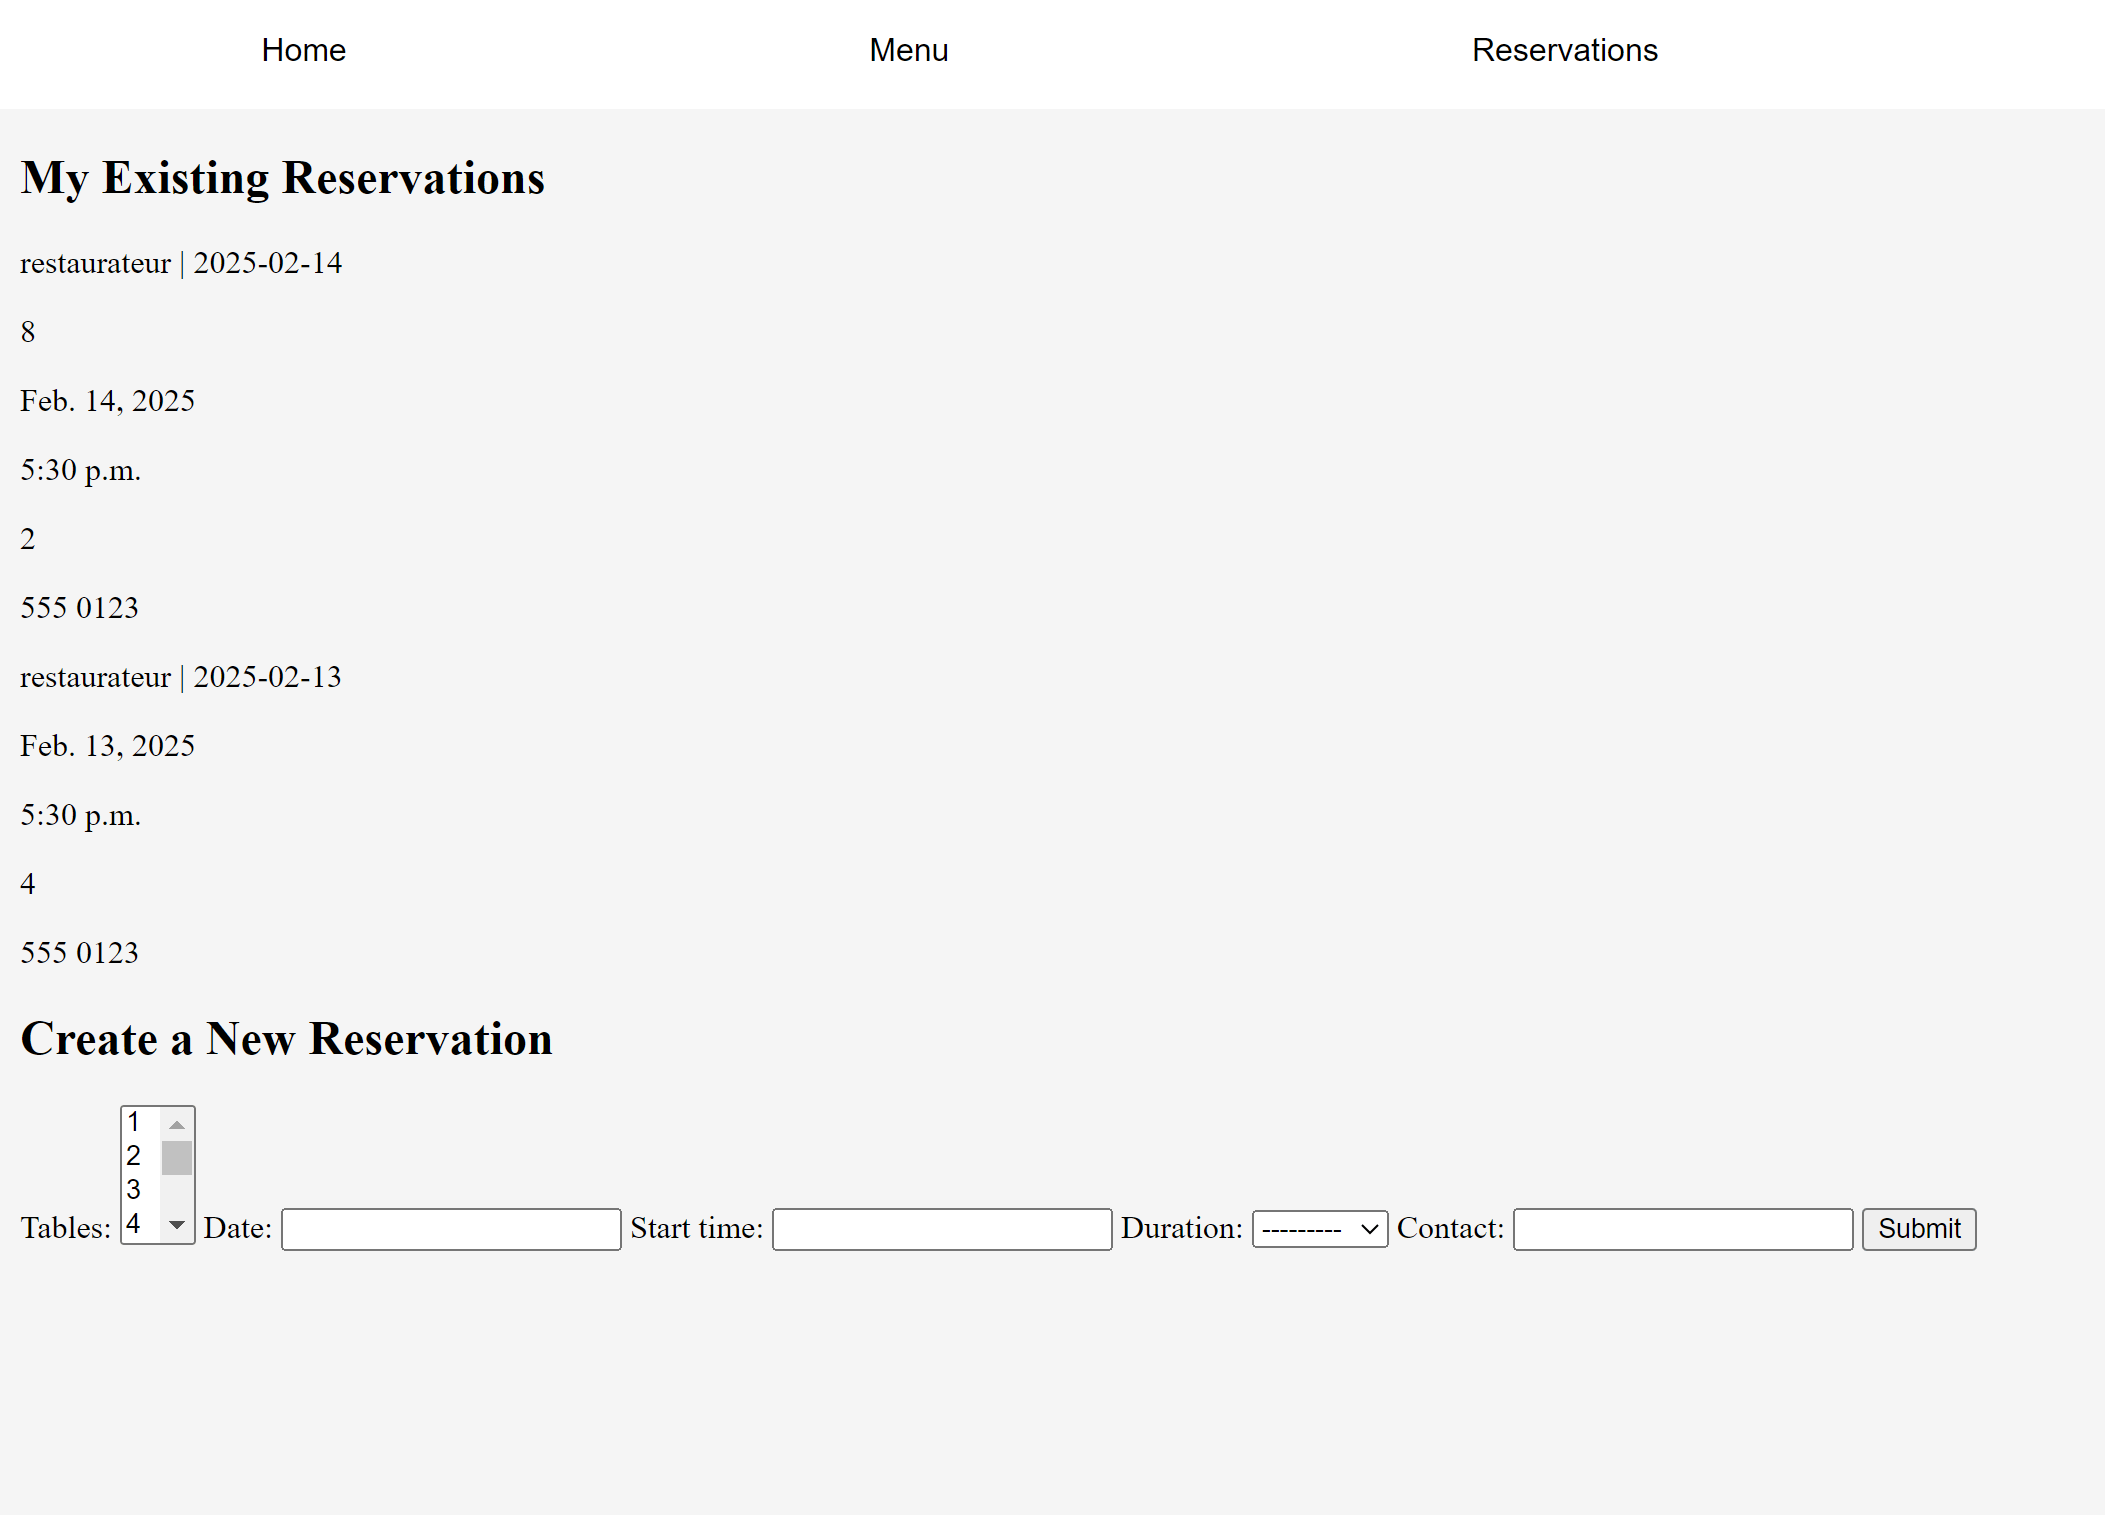 Home Menu Reservations
My Existing Reservations
restaurateur | 2025-02-14
8
Feb. 14, 2025
5:30 p.m.
2
555 0123
restaurateur | 2025-02-13
Feb. 13, 2025
5:30 p.m.
4
555 0123
Create a New Reservation
1
2
3
4
Tables: Date: Start time: Duration: --------- Contact: Submit